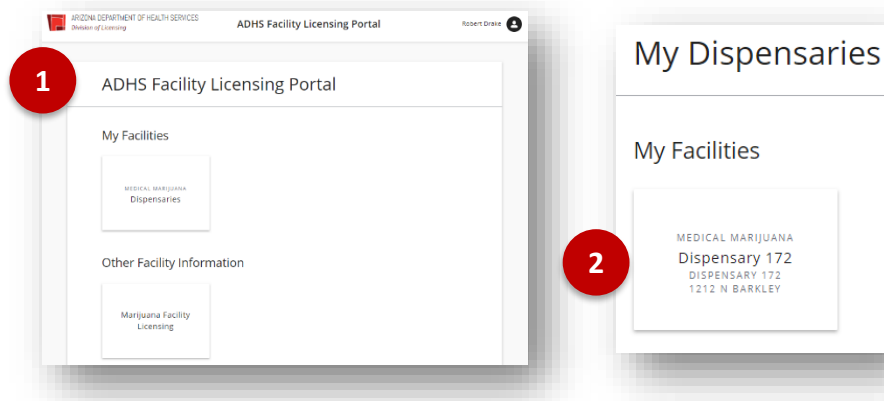 ARIZONA DEPARTMENT OF HEALTH SERVICES
Division of Licensing
ADHS Facility Licensing Portal
Robert Drake
1
ADHS Facility Licensing Portal
My Facilities
MEDICAL MARIJUANA
Dispensaries
Other Facility Information
Marijuana Facility
Licensing
My Dispensaries
My Facilities
2
MEDICAL MARIJUANA
Dispensary 172
DISPENSARY 172
1212 N BARKLEY